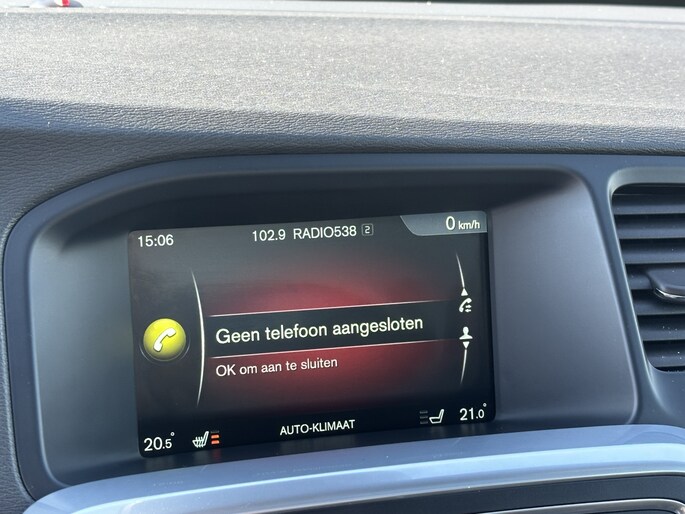 15:06 102.9 RADIO538 2 0 km/h
Geen telefoon aangesloten
OK om aan te sluiten
20.5° AUTO-KLIMAAT 21.0°